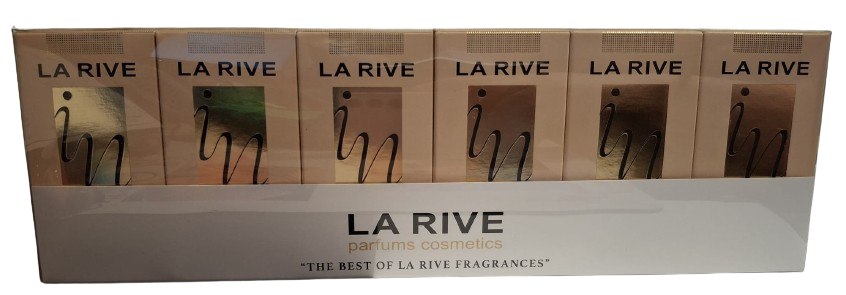 LA RIVE LA RIVE LA RIVE LA RIVE LA RIVE LA RIVE
in in in in in in
LA RIVE
parfums cosmetics
"THE BEST OF LA RIVE FRAGRANCES"